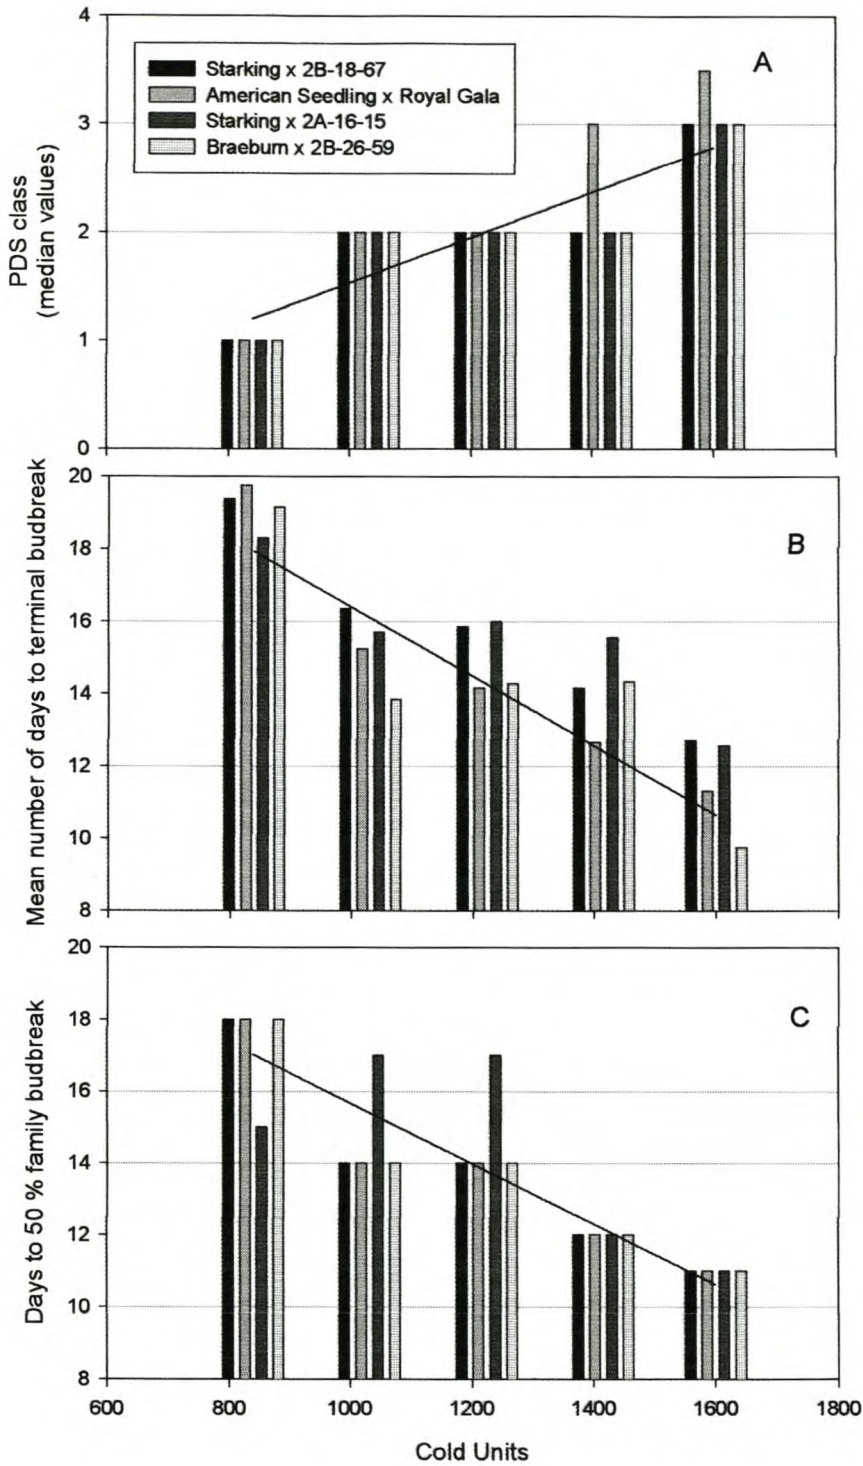 4
3
2
1
0
PDS class
(median values)
A
Starking x 2B-18-67
American Seedling x Royal Gala
Starking x 2A-16-15
Braeburn x 2B-26-59
20
18
16
14
12
10
8
Mean number of days to terminal budbreak
B
20
18
16
14
12
10
8
Days to 50 % family budbreak
C
600 800 1000 1200 1400 1600 1800
Cold Units